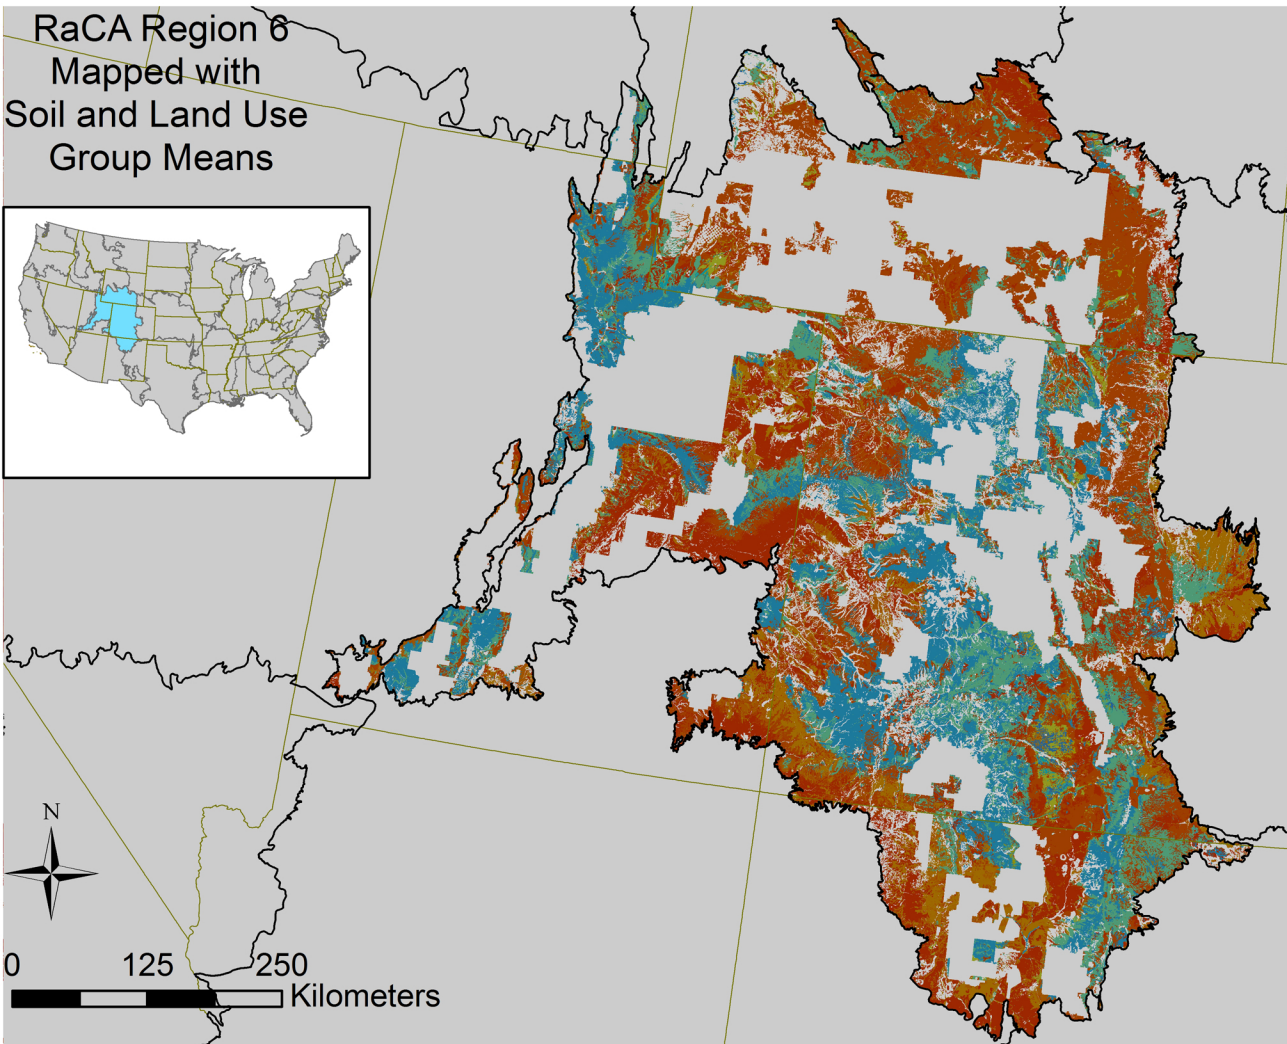 RaCA Region 6
Mapped with
Soil and Land Use
Group Means
N
0 125 250
Kilometers